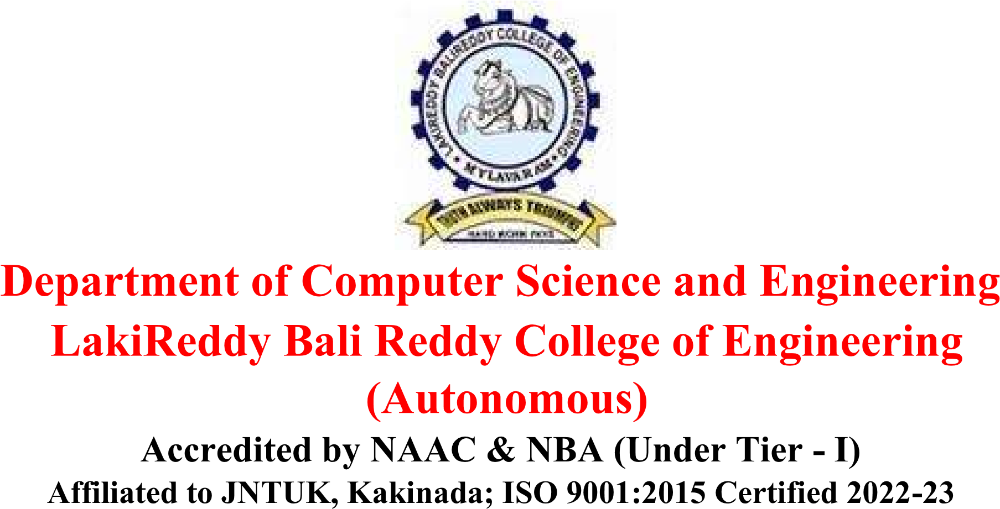 LAKIREDDY BALIREDDY COLLEGE OF ENGINEERING
• MYLAVARAM •
TRUTH ALWAYS TRIUMPHS
HARD WORK PAYS
Department of Computer Science and Engineering
LakiReddy Bali Reddy College of Engineering
(Autonomous)
Accredited by NAAC & NBA (Under Tier - I)
Affiliated to JNTUK, Kakinada; ISO 9001:2015 Certified 2022-23